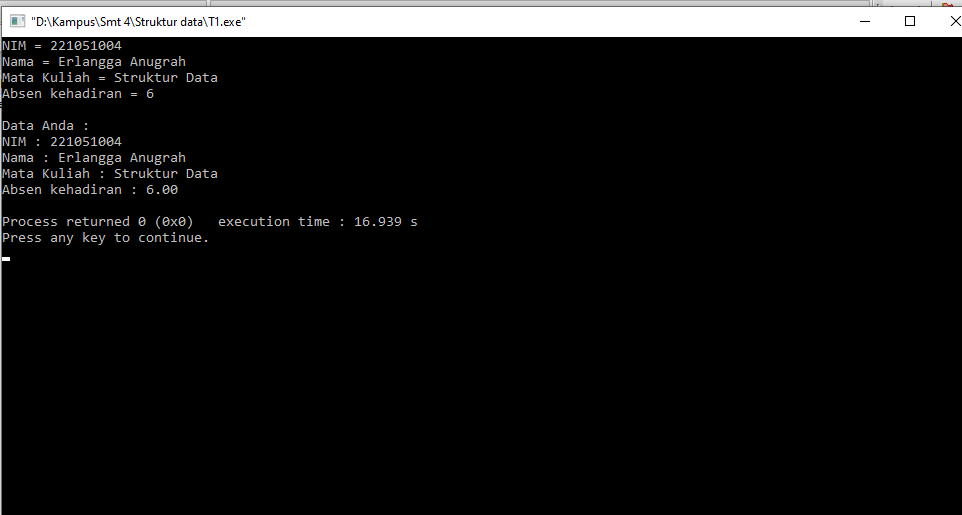 "D:\Kampus\Smt 4\Struktur data\T1.exe"
NIM = 221051004
Nama = Erlangga Anugrah
Mata Kuliah = Struktur Data
Absen kehadiran = 6
Data Anda :
NIM : 221051004
Nama : Erlangga Anugrah
Mata Kuliah : Struktur Data
Absen kehadiran : 6.00
Process returned 0 (0x0)   execution time : 16.939 s
Press any key to continue.